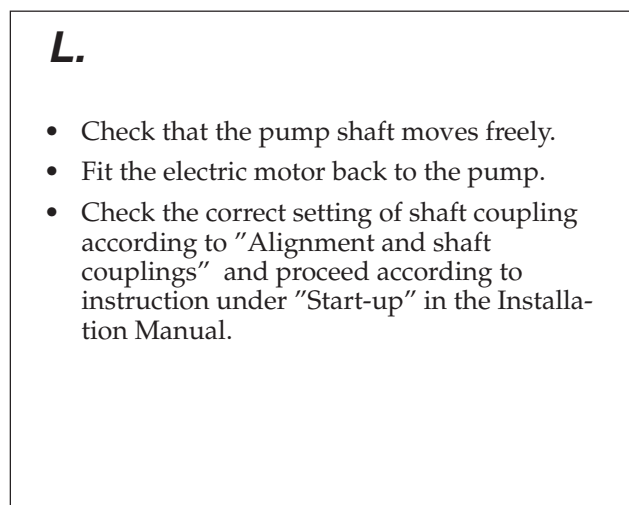 L.
• Check that the pump shaft moves freely.
• Fit the electric motor back to the pump.
• Check the correct setting of shaft coupling
according to ”Alignment and shaft
couplings”  and proceed according to
instruction under ”Start-up” in the Installa-
tion Manual.